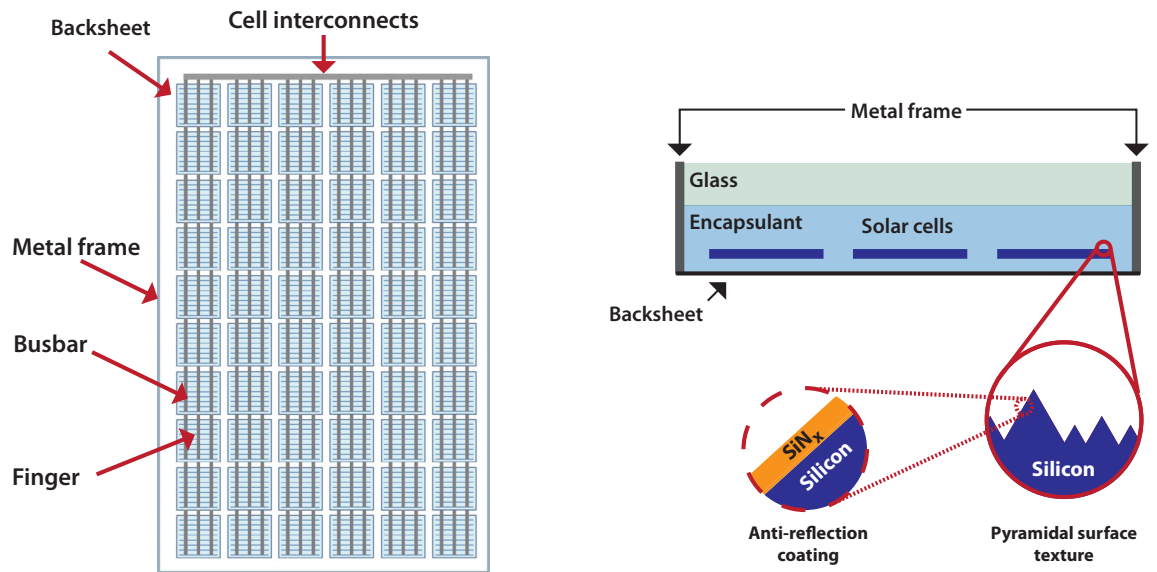 Backsheet
Cell interconnects
Metal frame
Busbar
Finger
Metal frame
Glass
Encapsulant
Solar cells
Backsheet
SiNx
Silicon
Silicon
Anti-reflection
coating
Pyramidal surface
texture